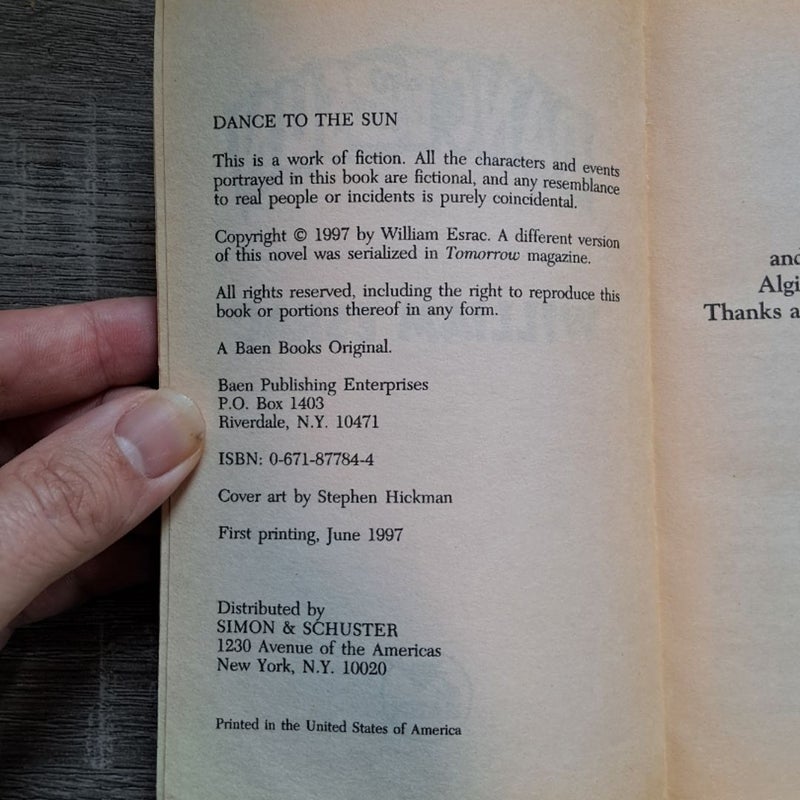 DANCE TO THE SUN
This is a work of fiction. All the characters and events
portrayed in this book are fictional, and any resemblance
to real people or incidents is purely coincidental.
Copyright © 1997 by William Esrac. A different version
of this novel was serialized in Tomorrow magazine.
All rights reserved, including the right to reproduce this
book or portions thereof in any form.
A Baen Books Original.
Baen Publishing Enterprises
P.O. Box 1403
Riverdale, N.Y. 10471
ISBN: 0-671-87784-4
Cover art by Stephen Hickman
First printing, June 1997
Distributed by
SIMON & SCHUSTER
1230 Avenue of the Americas
New York, N.Y. 10020
Printed in the United States of America
and
Algi
Thanks a